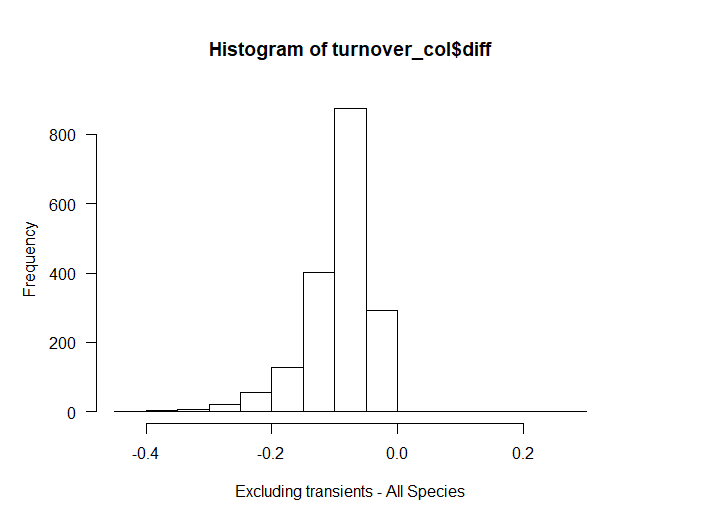 Histogram of turnover_col$diff
Frequency
800
600
400
200
0
-0.4 -0.2 0.0 0.2
Excluding transients - All Species